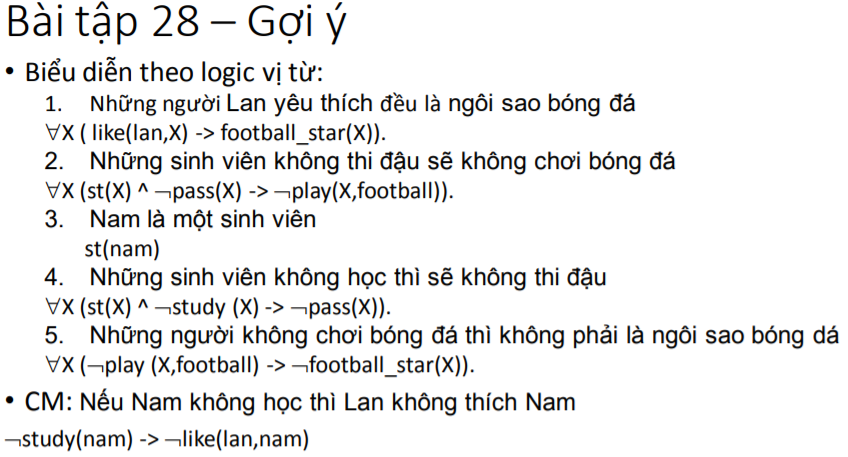 Bài tập 28 – Gợi ý
• Biểu diễn theo logic vị từ:
1. Những người Lan yêu thích đều là ngôi sao bóng đá
∀X ( like(lan,X) -> football_star(X)).
2. Những sinh viên không thi đậu sẽ không chơi bóng đá
∀X (st(X) ^ ¬pass(X) -> ¬play(X,football)).
3. Nam là một sinh viên
st(nam)
4. Những sinh viên không học thì sẽ không thi đậu
∀X (st(X) ^ ¬study (X) -> ¬pass(X)).
5. Những người không chơi bóng đá thì không phải là ngôi sao bóng dá
∀X (¬play (X,football) -> ¬football_star(X)).
• CM: Nếu Nam không học thì Lan không thích Nam
¬study(nam) -> ¬like(lan,nam)